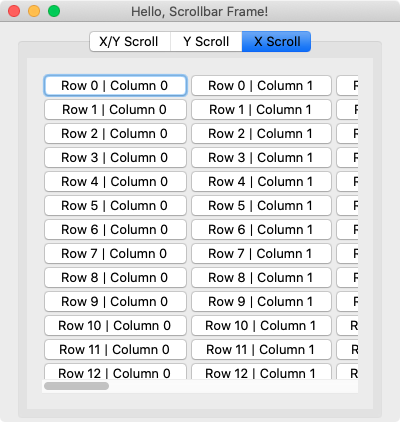 Hello, Scrollbar Frame!
X/Y Scroll Y Scroll X Scroll
Row 0 | Column 0 Row 0 | Column 1
Row 1 | Column 0 Row 1 | Column 1
Row 2 | Column 0 Row 2 | Column 1
Row 3 | Column 0 Row 3 | Column 1
Row 4 | Column 0 Row 4 | Column 1
Row 5 | Column 0 Row 5 | Column 1
Row 6 | Column 0 Row 6 | Column 1
Row 7 | Column 0 Row 7 | Column 1
Row 8 | Column 0 Row 8 | Column 1
Row 9 | Column 0 Row 9 | Column 1
Row 10 | Column 0 Row 10 | Column 1
Row 11 | Column 0 Row 11 | Column 1
Row 12 | Column 0 Row 12 | Column 1